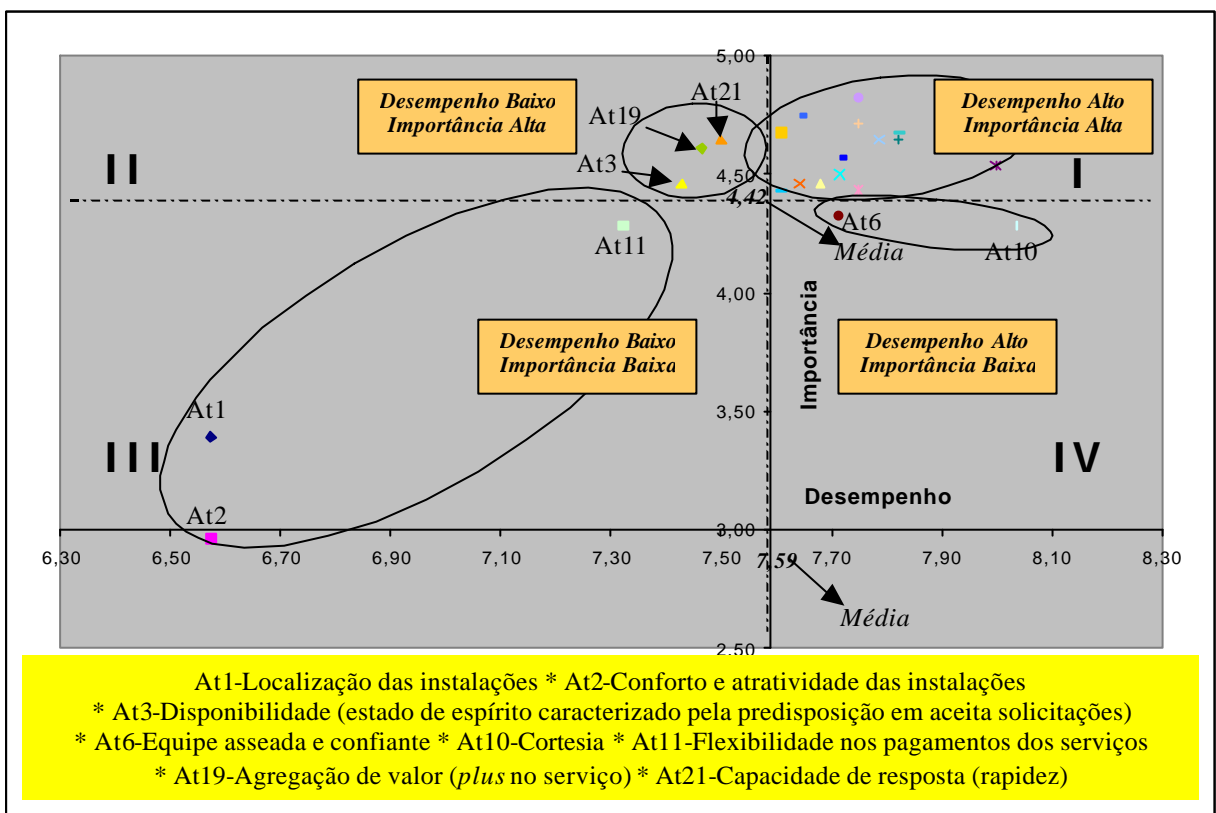 5,00
Desempenho Baixo
Importância Alta
At21
At19
Desempenho Alto
Importância Alta
At3
II
4,50
I
4,42
At6
At11
Média
At10
4,00
Importância
Desempenho Baixo
Importância Baixa
Desempenho Alto
Importância Baixa
3,50
At1
III
IV
Desempenho
At2
3,00
6,30 6,50 6,70 6,90 7,10 7,30 7,50 7,59 7,70 7,90 8,10 8,30
Média
2,50
At1-Localização das instalações * At2-Conforto e atratividade das instalações
* At3-Disponibilidade (estado de espírito caracterizado pela predisposição em aceita solicitações)
* At6-Equipe asseada e confiante * At10-Cortesia * At11-Flexibilidade nos pagamentos dos serviços
* At19-Agregação de valor (plus no serviço) * At21-Capacidade de resposta (rapidez)